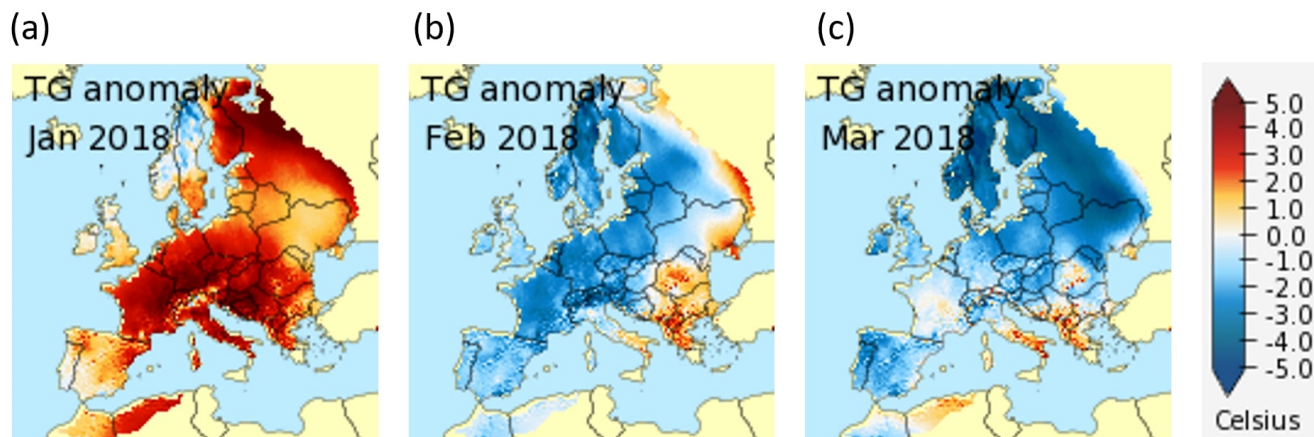 (a)
(b)
(c)
TG anomaly
Jan 2018
TG anomaly
Feb 2018
TG anomaly
Mar 2018
5.0
4.0
3.0
2.0
1.0
0.0
-1.0
-2.0
-3.0
-4.0
-5.0
Celsius